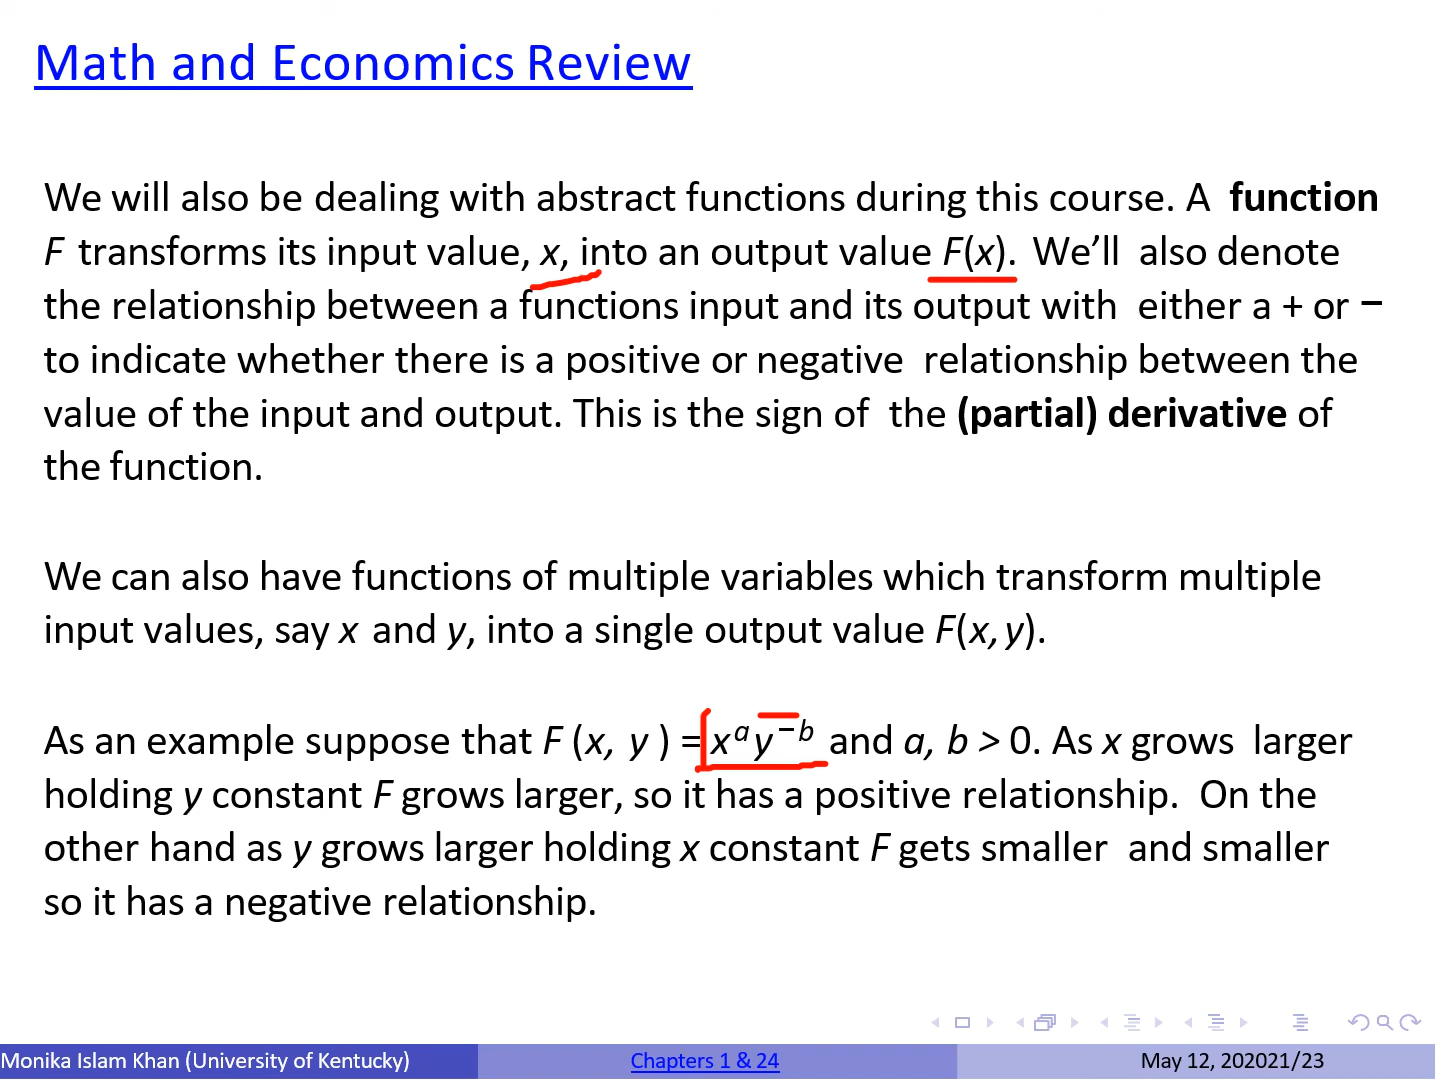 Math and Economics Review
We will also be dealing with abstract functions during this course. A function
F transforms its input value, x, into an output value F(x). We’ll also denote
the relationship between a functions input and its output with either a + or −
to indicate whether there is a positive or negative relationship between the
value of the input and output. This is the sign of the (partial) derivative of
the function.
We can also have functions of multiple variables which transform multiple
input values, say x and y, into a single output value F(x, y).
As an example suppose that F (x, y ) = xᵃy⁻ᵇ and a, b > 0. As x grows larger
holding y constant F grows larger, so it has a positive relationship. On the
other hand as y grows larger holding x constant F gets smaller and smaller
so it has a negative relationship.
Monika Islam Khan (University of Kentucky) Chapters 1 & 24 May 12, 202021/23